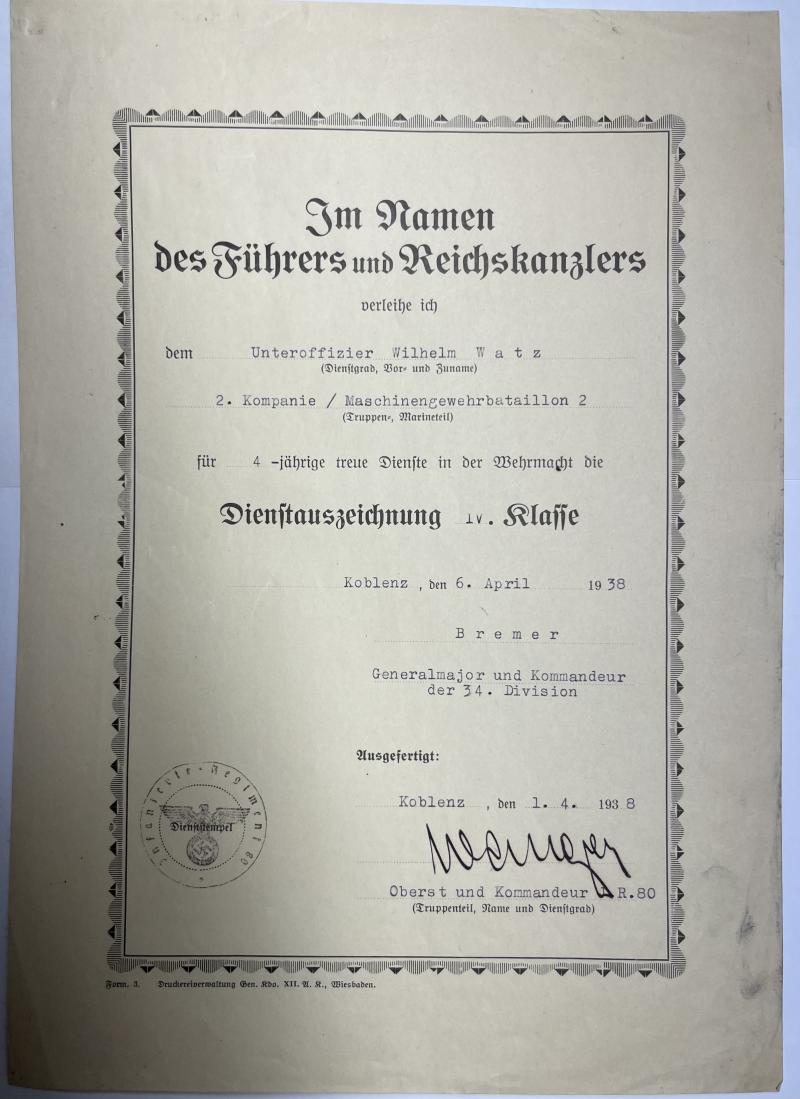 Im Namen
des Führers und Reichskanzlers
verleihe ich
dem Unteroffizier Wilhelm W a t z
(Dienstgrad, Vor- und Zuname)
2. Kompanie / Maschinengewehrbataillon 2
(Truppen-, Marineteil)
für 4 -jährige treue Dienste in der Wehrmacht die
Dienstauszeichnung IV. Klasse
Koblenz , den 6. April 1938
B r e m e r
Generalmajor und Kommandeur
der 34. Division
Ausgefertigt:
Koblenz , den 1. 4. 1938
Infanterie-Regiment 80
Dienststempel
Oberst und Kommandeur R.80
(Truppenteil, Name und Dienstgrad)
Form. 3. Druckereiverwaltung Gen. Kdo. XII. A. K., Wiesbaden.